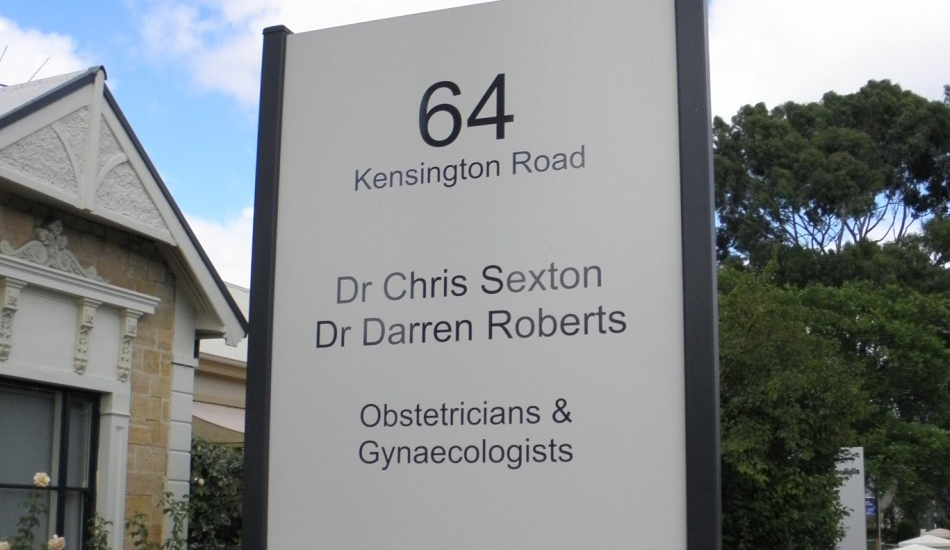 64
Kensington Road
Dr Chris Sexton
Dr Darren Roberts
Obstetricians &
Gynaecologists